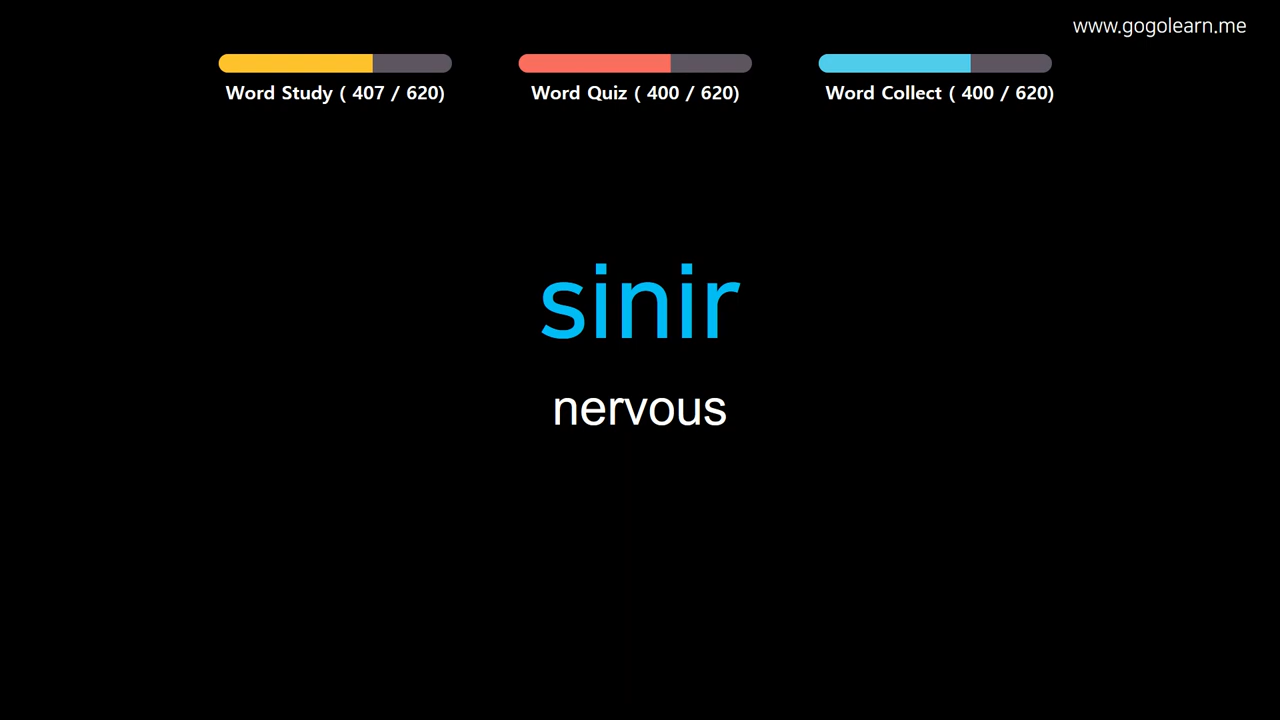 www.gogolearn.me
Word Study ( 407 / 620)
Word Quiz ( 400 / 620)
Word Collect ( 400 / 620)
sinir
nervous